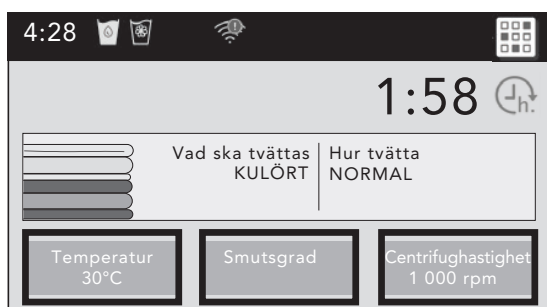 4:28
1:58 h.
Vad ska tvättas
KULÖRT
Hur tvätta
NORMAL
Temperatur
30°C
Smutsgrad
Centrifughastighet
1 000 rpm